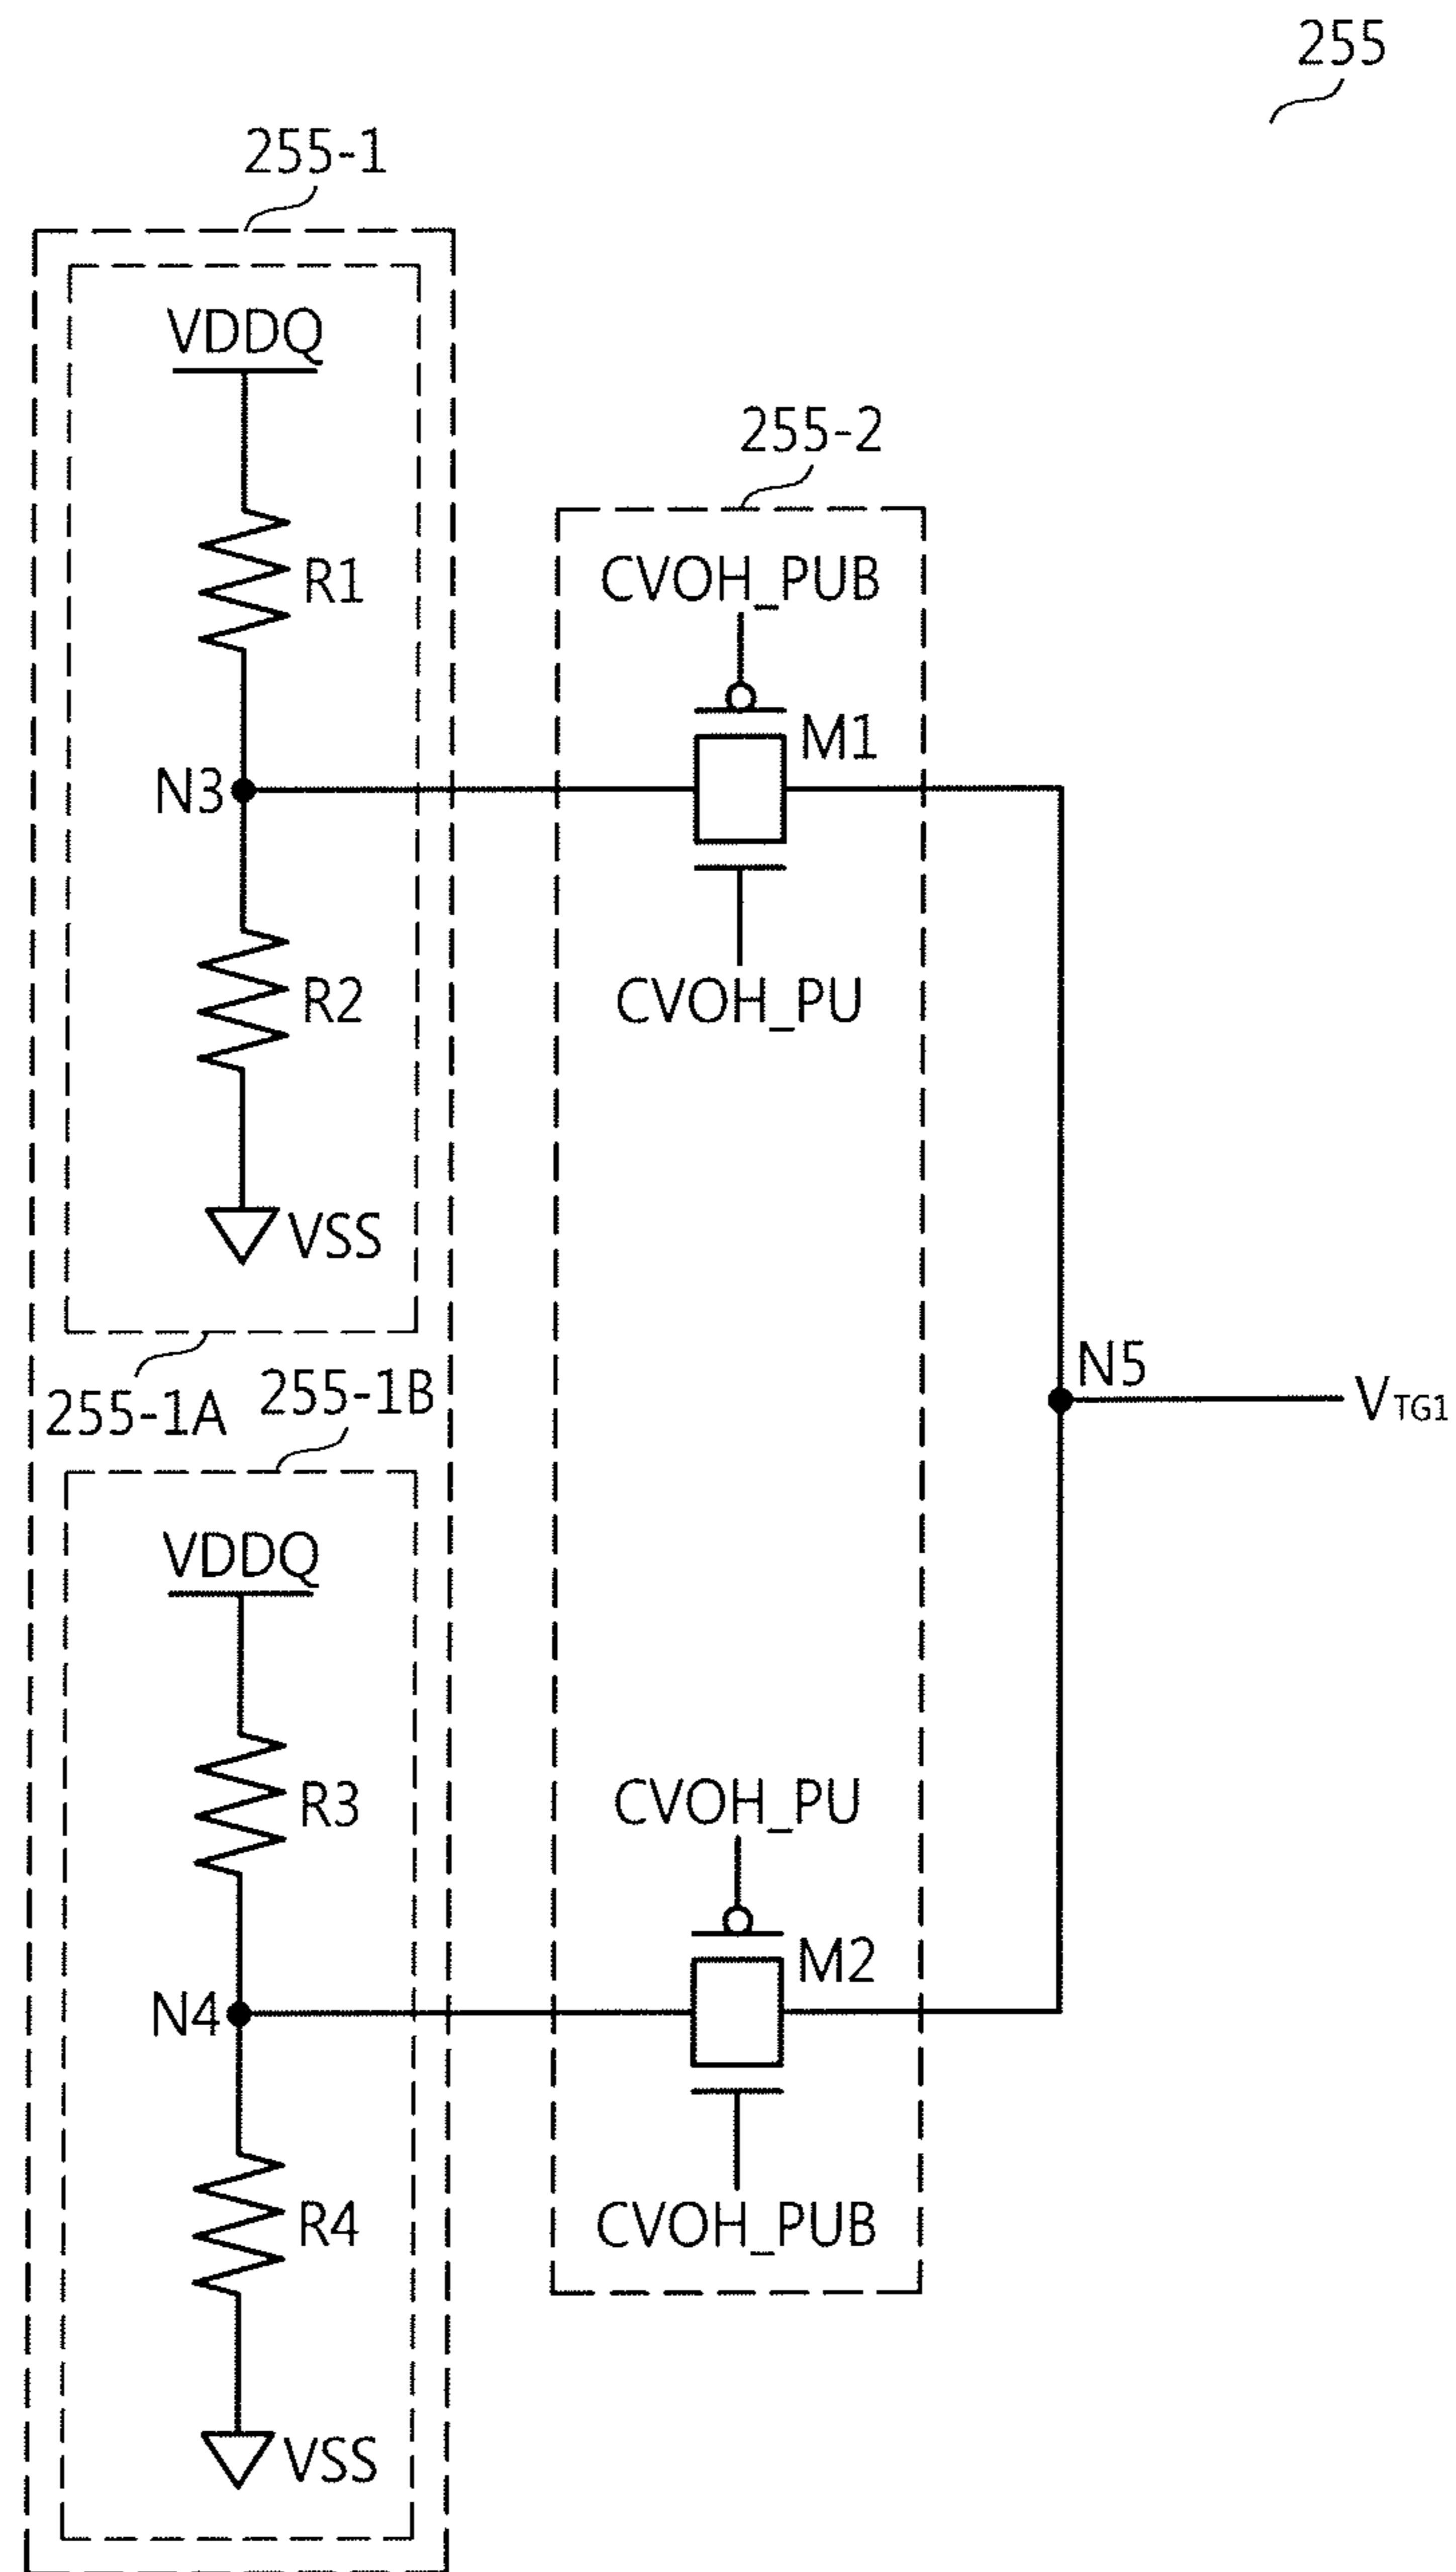 255
255-1
VDDQ
255-2
R1
CVOH_PUB
M1
N3
R2
CVOH_PU
VSS
255-1A
255-1B
N5
VTG1
VDDQ
R3
CVOH_PU
M2
N4
R4
CVOH_PUB
VSS